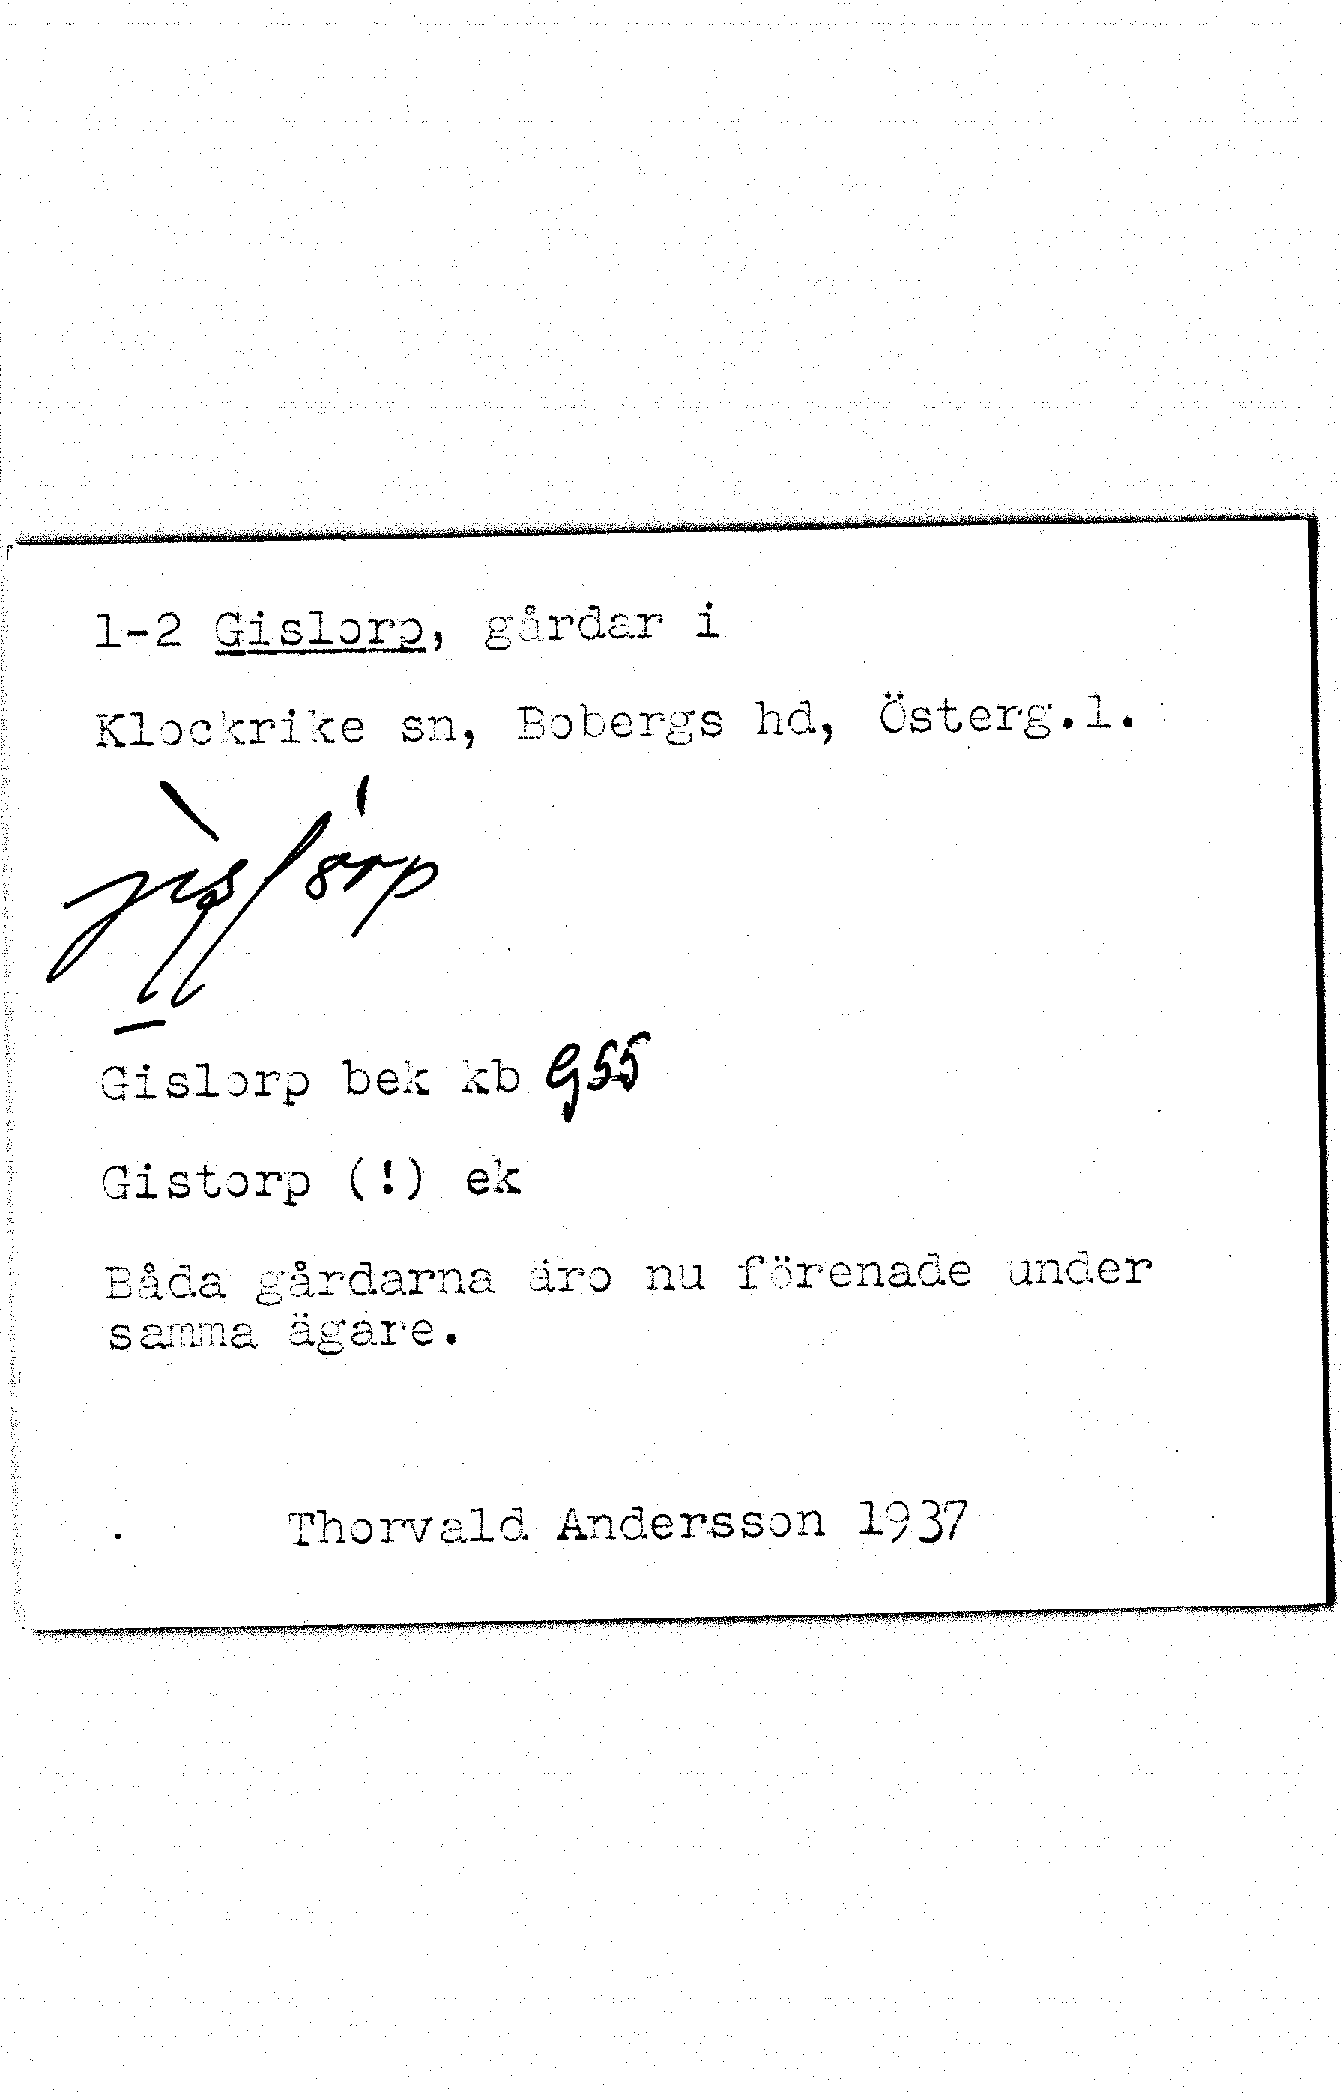 1-2 Gislorp, gårdar i
Klockrike sn, Bobergs hd, Österg.l.
Gislorp bek kb G55
Gistorp (!) ek
Båda gårdarna äro nu förenade under
samma ägare.
Thorvald Andersson 1937